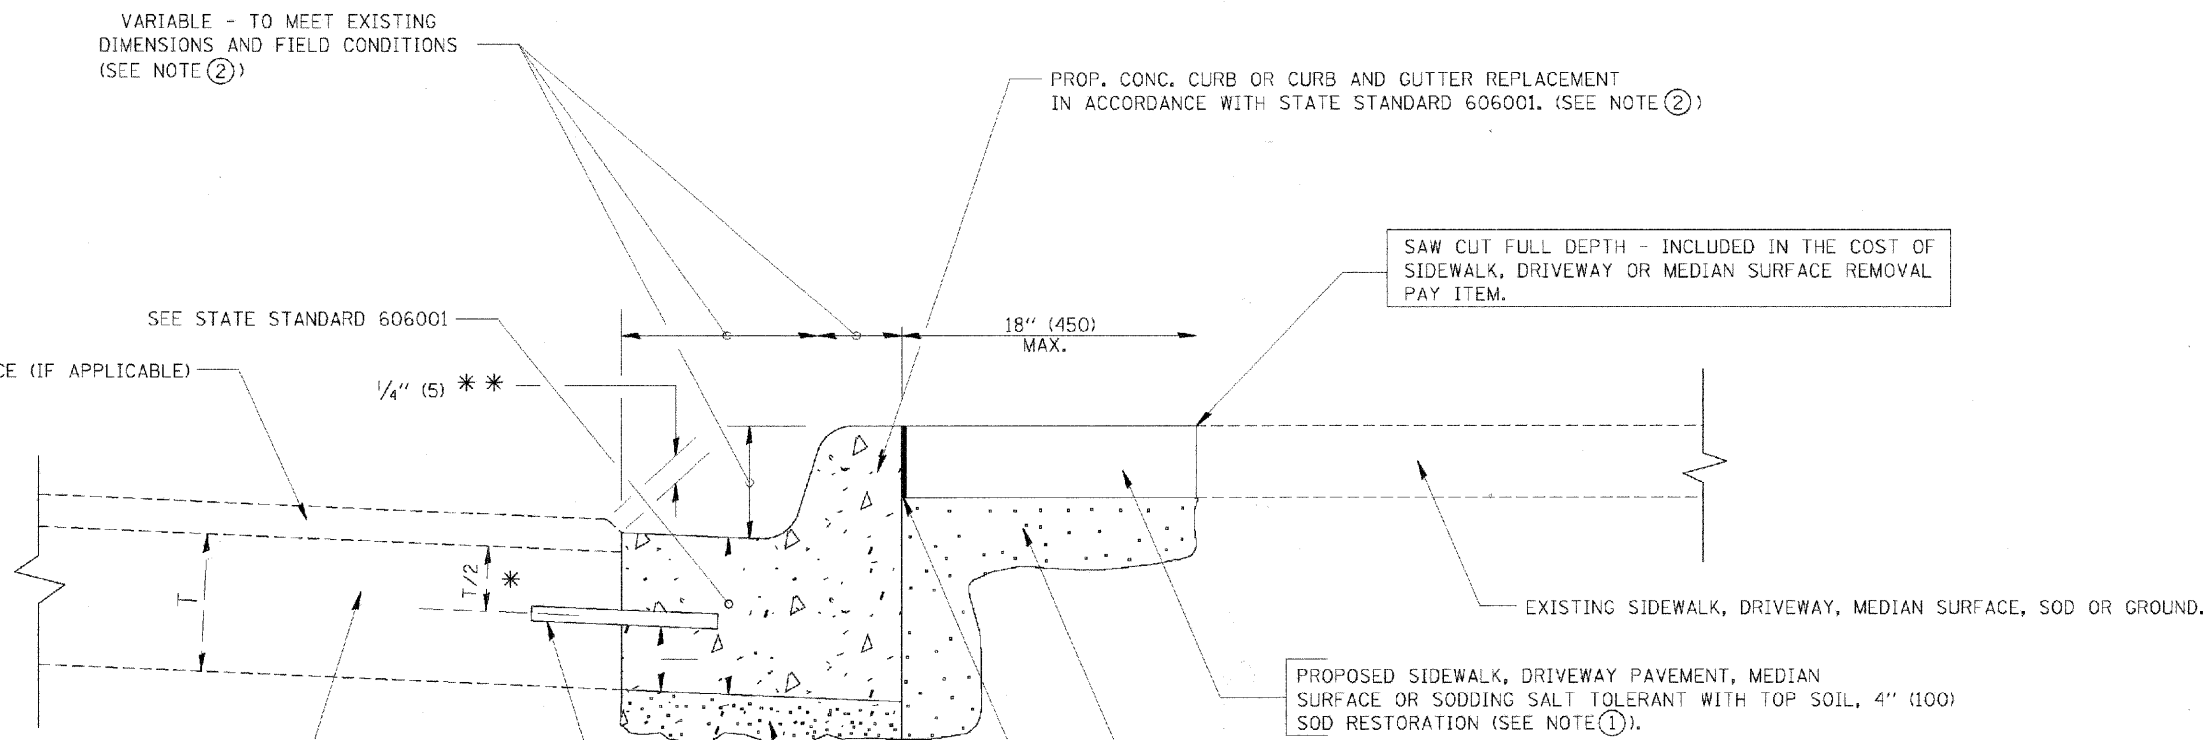 VARIABLE - TO MEET EXISTING
DIMENSIONS AND FIELD CONDITIONS
(SEE NOTE ②)
PROP. CONC. CURB OR CURB AND GUTTER REPLACEMENT
IN ACCORDANCE WITH STATE STANDARD 606001. (SEE NOTE ②)
SAW CUT FULL DEPTH - INCLUDED IN THE COST OF
SIDEWALK, DRIVEWAY OR MEDIAN SURFACE REMOVAL
PAY ITEM.
SEE STATE STANDARD 606001
18" (450)
MAX.
CE (IF APPLICABLE)
1/4" (5) * *
T
T/2 *
EXISTING SIDEWALK, DRIVEWAY, MEDIAN SURFACE, SOD OR GROUND.
PROPOSED SIDEWALK, DRIVEWAY PAVEMENT, MEDIAN
SURFACE OR SODDING SALT TOLERANT WITH TOP SOIL, 4" (100)
SOD RESTORATION (SEE NOTE ①).